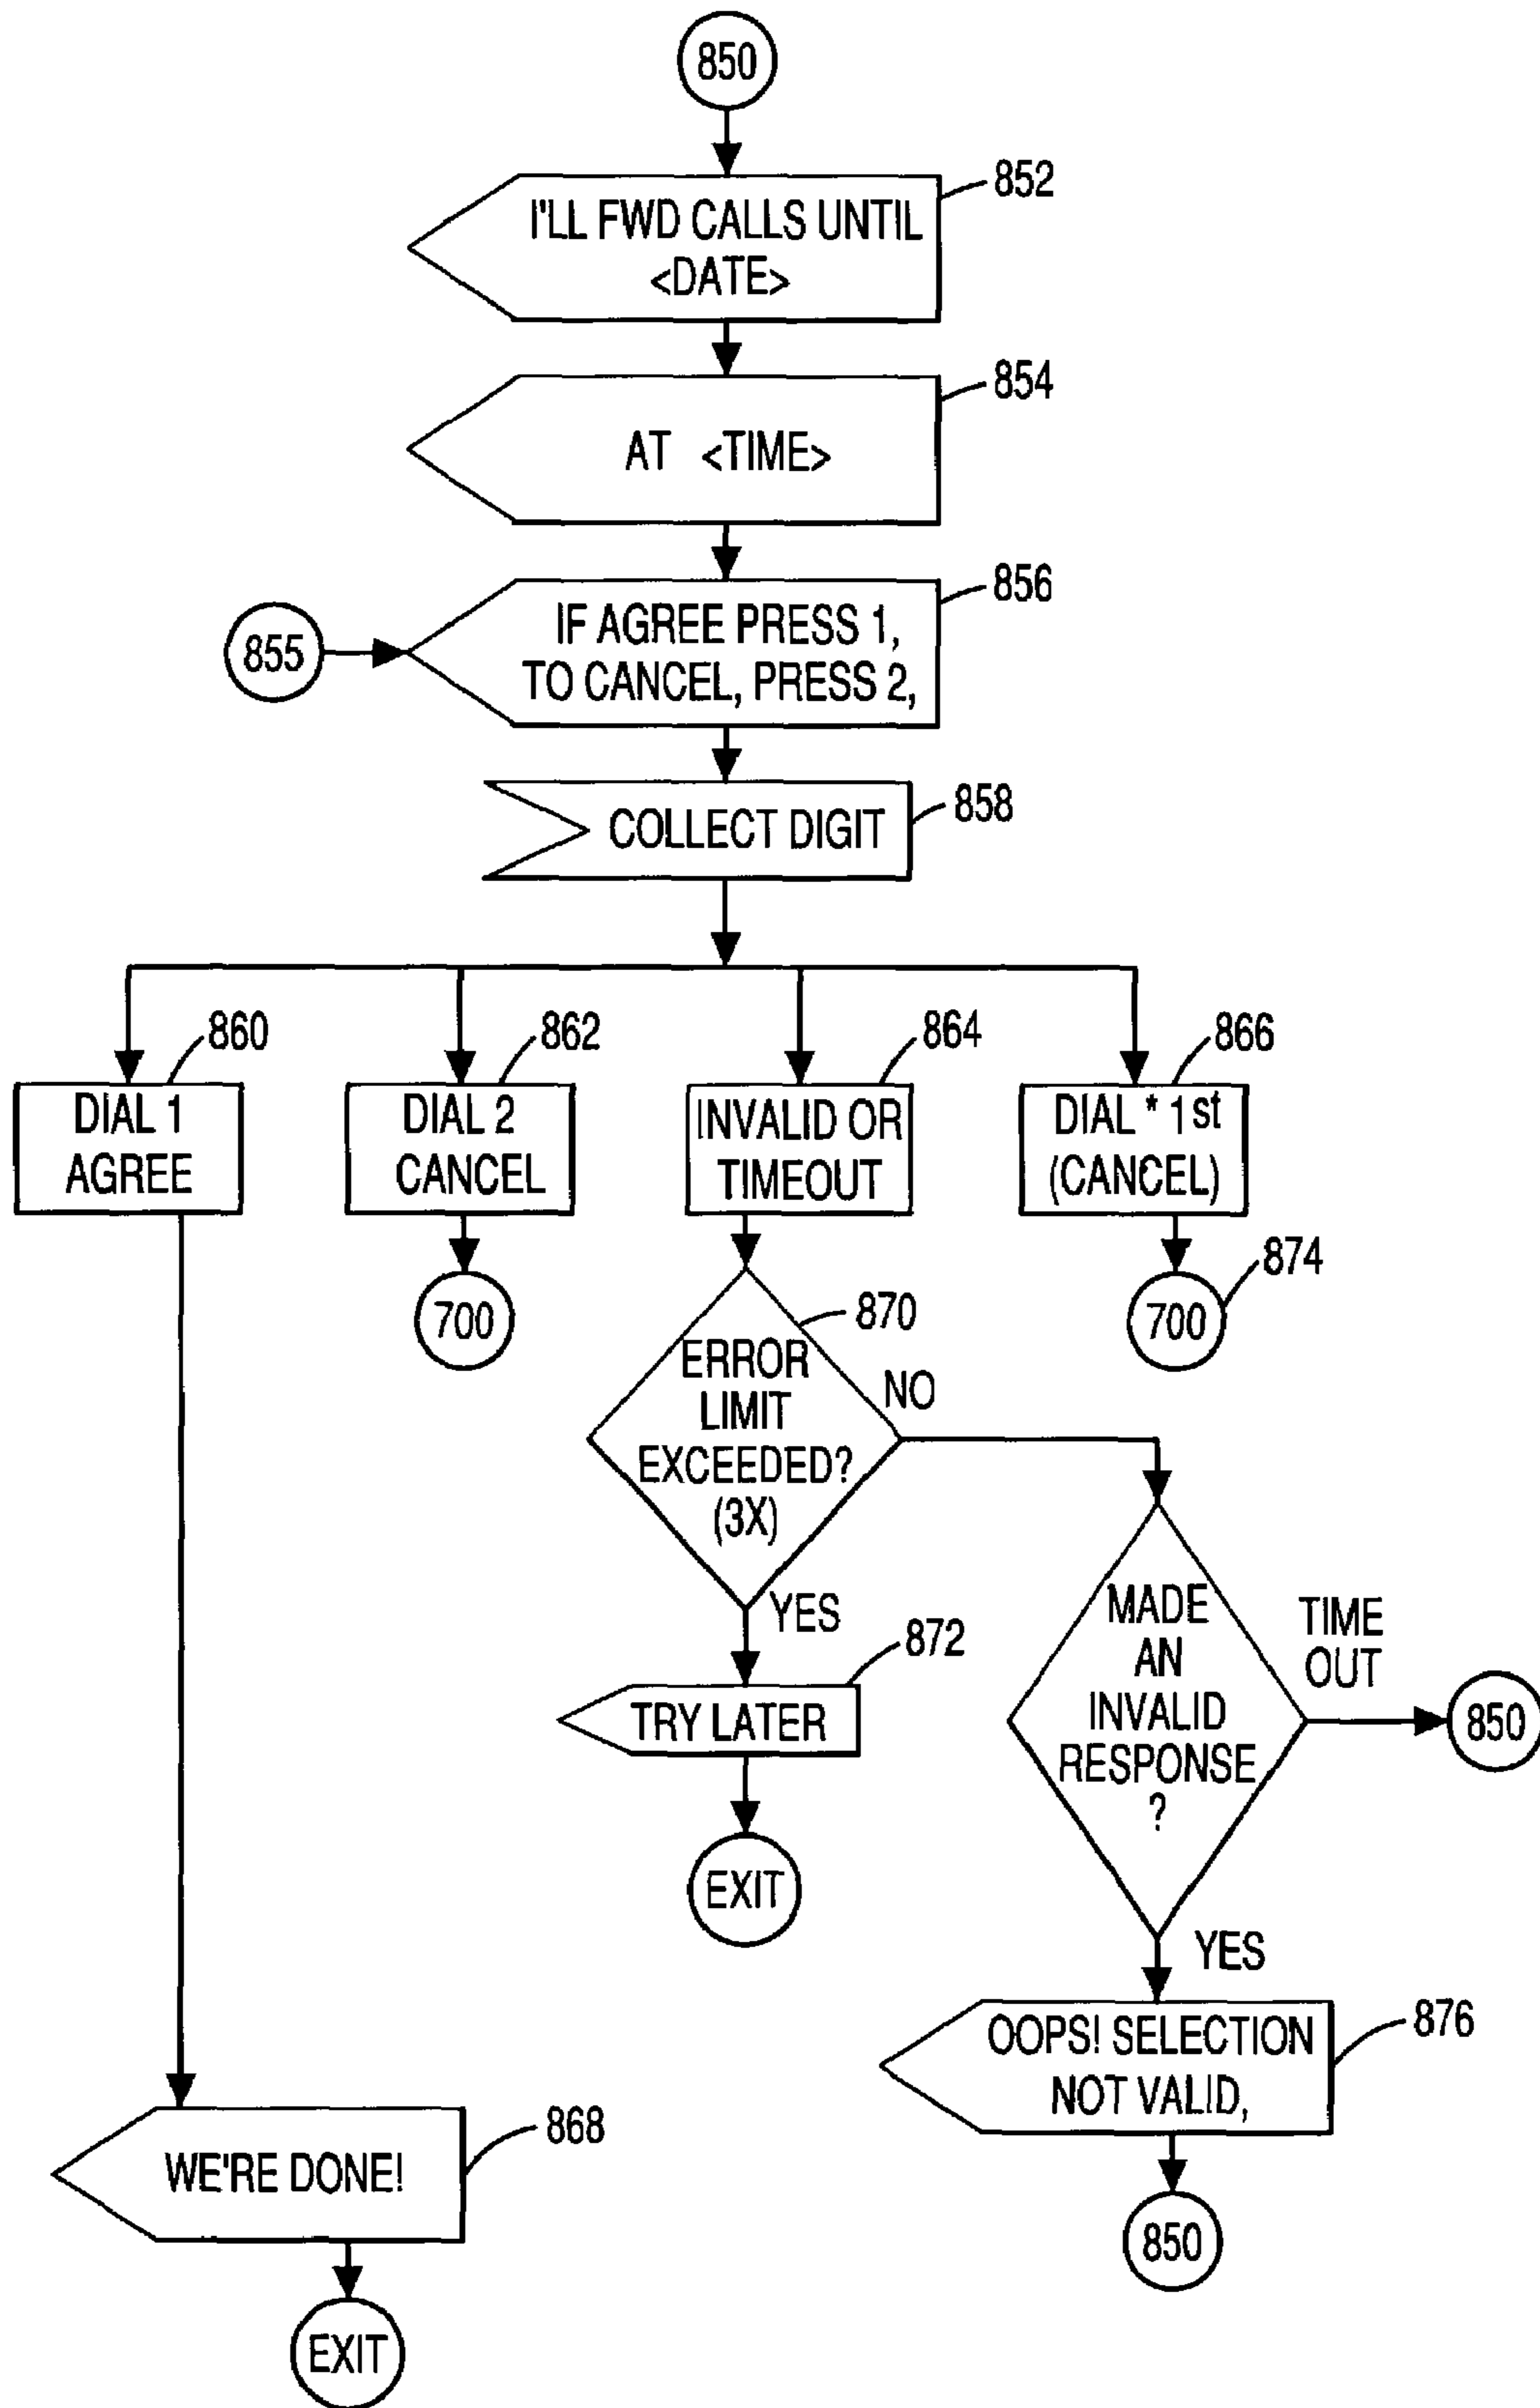 850
852
I'LL FWD CALLS UNTIL
<DATE>
854
AT <TIME>
856
855
IF AGREE PRESS 1,
TO CANCEL, PRESS 2,
858
COLLECT DIGIT
860
862
864
866
DIAL 1
AGREE
DIAL 2
CANCEL
INVALID OR
TIMEOUT
DIAL * 1st
(CANCEL)
700
700
874
870
ERROR
LIMIT
EXCEEDED?
(3X)
NO
YES
872
TRY LATER
EXIT
MADE
AN
INVALID
RESPONSE
?
TIME
OUT
850
YES
876
OOPS! SELECTION
NOT VALID,
850
868
WE'RE DONE!
EXIT